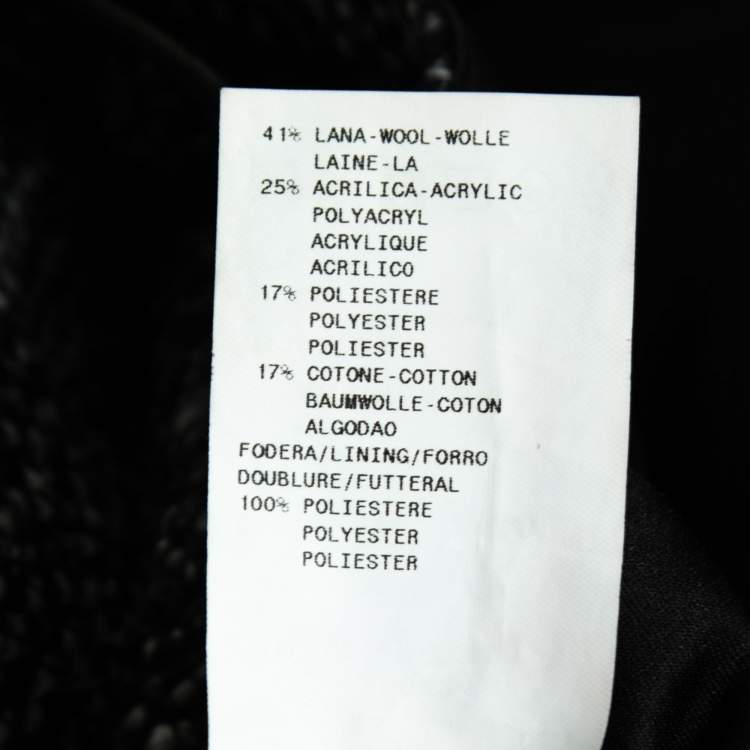 41% LANA-WOOL-WOLLE
LAINE-LA
25% ACRILICA-ACRYLIC
POLYACRYL
ACRYLIQUE
ACRILICO
17% POLIESTERE
POLYESTER
POLIESTER
17% COTONE-COTTON
BAUMWOLLE-COTON
ALGODAO
FODERA/LINING/FORRO
DOUBLURE/FUTTERAL
100% POLIESTERE
POLYESTER
POLIESTER